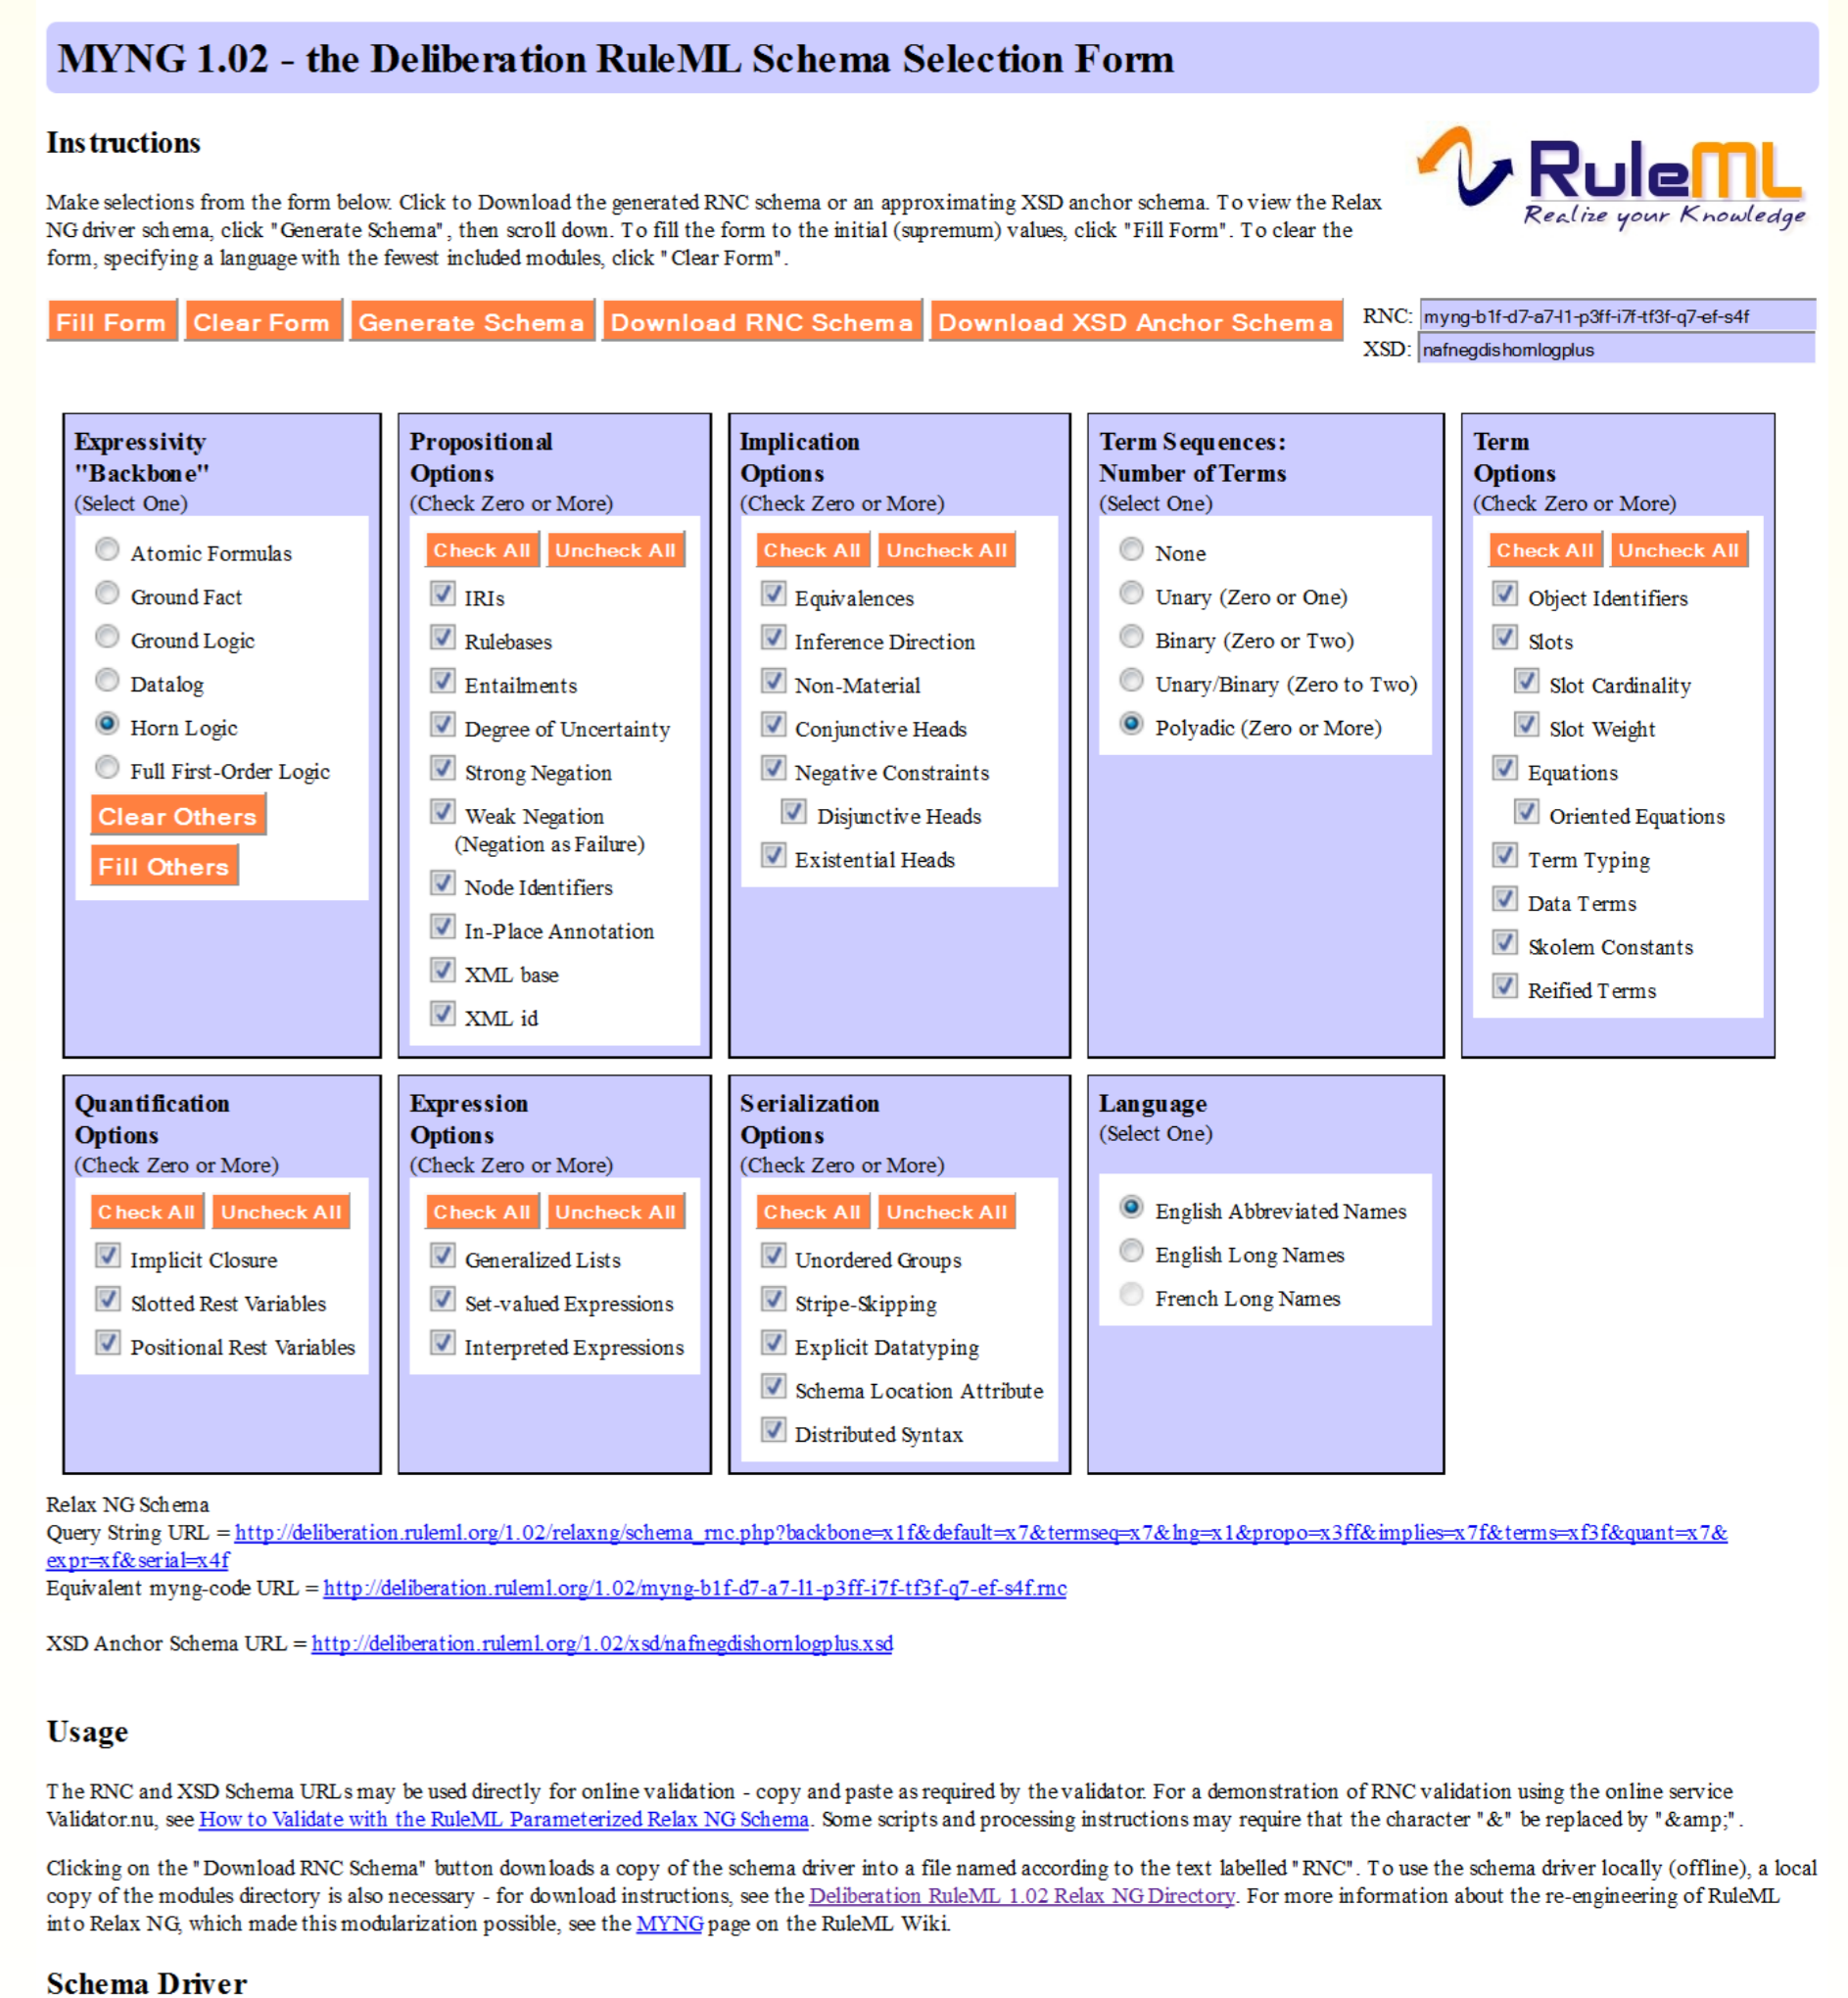 MYNG 1.02 - the Deliberation RuleML Schema Selection Form
Instructions
RuleML
Realize your Knowledge
Make selections from the form below. Click to Download the generated RNC schema or an approximating XSD anchor schema. To view the Relax
NG driver schema, click "Generate Schema", then scroll down. To fill the form to the initial (supremum) values, click "Fill Form". To clear the
form, specifying a language with the fewest included modules, click "Clear Form".
Fill Form Clear Form Generate Schema Download RNC Schema Download XSD Anchor Schema
RNC: myng-b1f-d7-a7-l1-p3ff-i7f-tf3f-q7-ef-s4f
XSD: nafnegdishornlogplus
Expressivity
"Backbone"
(Select One)
Atomic Formulas
Ground Fact
Ground Logic
Datalog
Horn Logic
Full First-Order Logic
Clear Others
Fill Others
Propositional
Options
(Check Zero or More)
Check All Uncheck All
IRIs
Rulebases
Entailments
Degree of Uncertainty
Strong Negation
Weak Negation
(Negation as Failure)
Node Identifiers
In-Place Annotation
XML base
XML id
Implication
Options
(Check Zero or More)
Check All Uncheck All
Equivalences
Inference Direction
Non-Material
Conjunctive Heads
Negative Constraints
Disjunctive Heads
Existential Heads
Term Sequences:
Number of Terms
(Select One)
None
Unary (Zero or One)
Binary (Zero or Two)
Unary/Binary (Zero to Two)
Polyadic (Zero or More)
Term
Options
(Check Zero or More)
Check All Uncheck All
Object Identifiers
Slots
Slot Cardinality
Slot Weight
Equations
Oriented Equations
Term Typing
Data Terms
Skolem Constants
Reified Terms
Quantification
Options
(Check Zero or More)
Check All Uncheck All
Implicit Closure
Slotted Rest Variables
Positional Rest Variables
Expression
Options
(Check Zero or More)
Check All Uncheck All
Generalized Lists
Set-valued Expressions
Interpreted Expressions
Serialization
Options
(Check Zero or More)
Check All Uncheck All
Unordered Groups
Stripe-Skipping
Explicit Datatyping
Schema Location Attribute
Distributed Syntax
Language
(Select One)
English Abbreviated Names
English Long Names
French Long Names
Relax NG Schema
Query String URL = http://deliberation.ruleml.org/1.02/relaxng/schema_rnc.php?backbone=x1f&default=x7&termseq=x7&lng=x1&propo=x3ff&implies=x7f&terms=xf3f&quant=x7&
expr=xf&serial=x4f
Equivalent myng-code URL = http://deliberation.ruleml.org/1.02/myng-b1f-d7-a7-l1-p3ff-i7f-tf3f-q7-ef-s4f.rnc
XSD Anchor Schema URL = http://deliberation.ruleml.org/1.02/xsd/nafnegdishornlogplus.xsd
Usage
The RNC and XSD Schema URLs may be used directly for online validation - copy and paste as required by the validator. For a demonstration of RNC validation using the online service
Validator.nu, see How to Validate with the RuleML Parameterized Relax NG Schema. Some scripts and processing instructions may require that the character "&" be replaced by "&amp;".
Clicking on the "Download RNC Schema" button downloads a copy of the schema driver into a file named according to the text labelled "RNC". To use the schema driver locally (offline), a local
copy of the modules directory is also necessary - for download instructions, see the Deliberation RuleML 1.02 Relax NG Directory. For more information about the re-engineering of RuleML
into Relax NG, which made this modularization possible, see the MYNG page on the RuleML Wiki.
Schema Driver